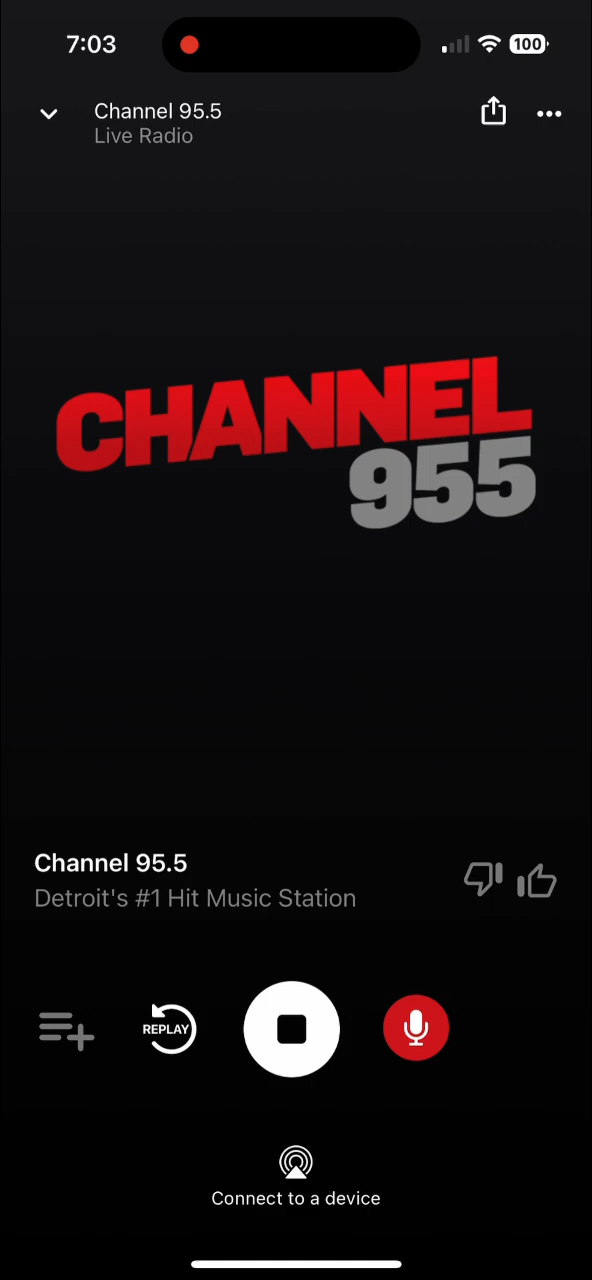 7:03
100
Channel 95.5
Live Radio
CHANNEL
955
Channel 95.5
Detroit's #1 Hit Music Station
REPLAY
Connect to a device